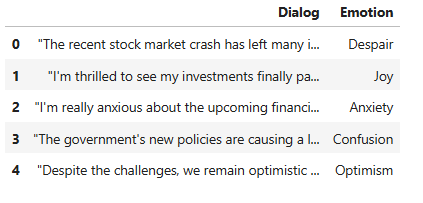 Dialog Emotion
0 "The recent stock market crash has left many i... Despair
1 "I'm thrilled to see my investments finally pa... Joy
2 "I'm really anxious about the upcoming financi... Anxiety
3 "The government's new policies are causing a l... Confusion
4 "Despite the challenges, we remain optimistic ... Optimism